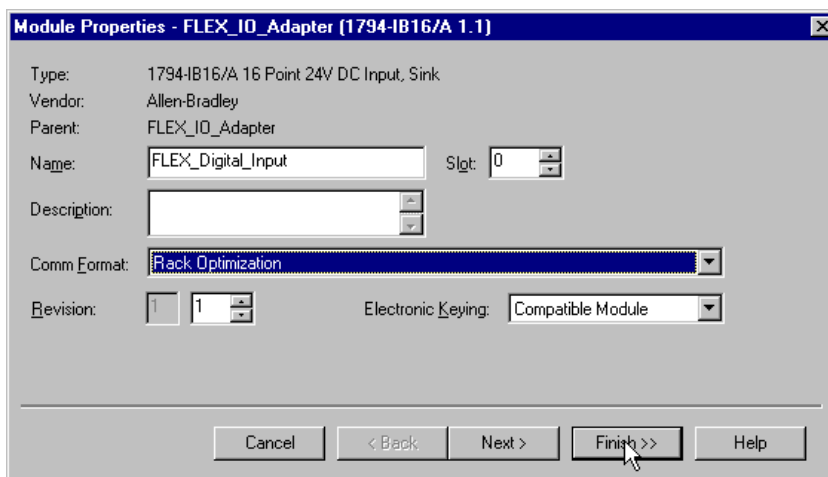 Module Properties - FLEX_IO_Adapter (1794-IB16/A 1.1)
Type: 1794-IB16/A 16 Point 24V DC Input, Sink
Vendor: Allen-Bradley
Parent: FLEX_IO_Adapter
Name: FLEX_Digital_Input Slot: 0
Description:
Comm Format: Rack Optimization
Revision: 1 1 Electronic Keying: Compatible Module
Cancel < Back Next > Finish >> Help